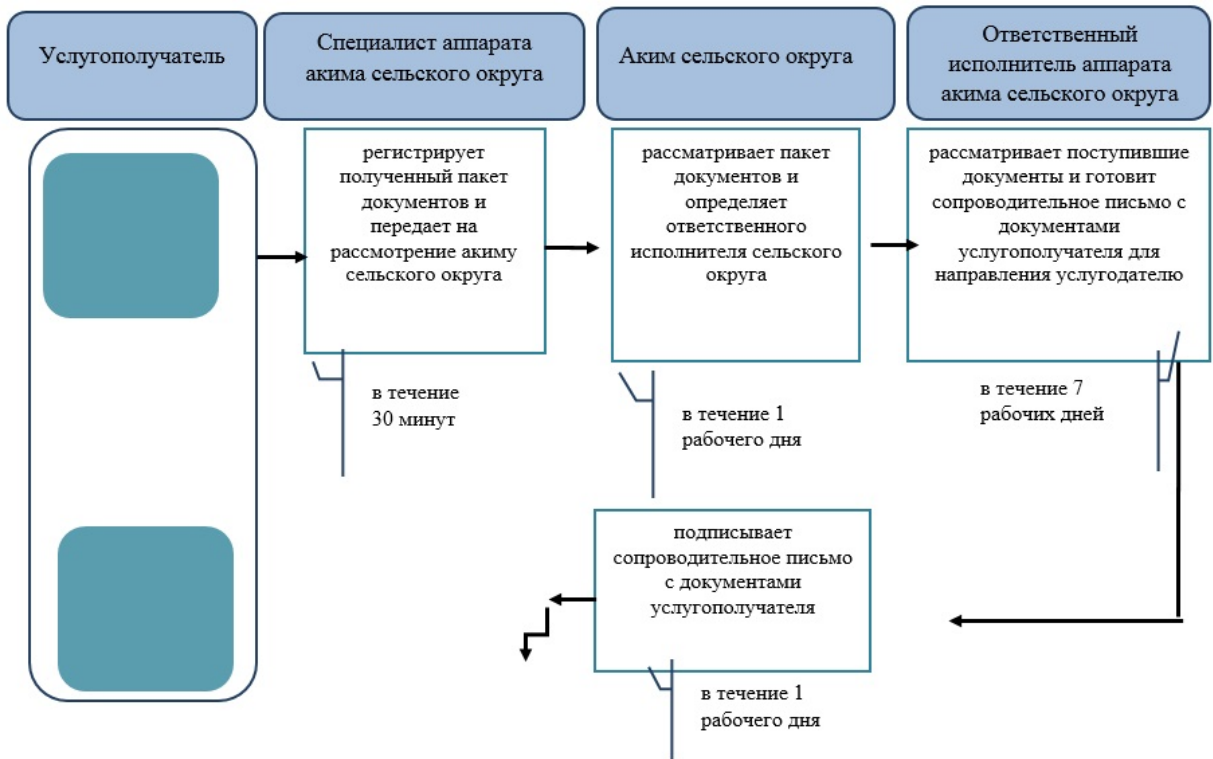 Услугополучатель
Специалист аппарата
акима сельского округа
Аким сельского округа
Ответственный
исполнитель аппарата
акима сельского округа
регистрирует
полученный пакет
документов и
передает на
рассмотрение акиму
сельского округа
рассматривает пакет
документов и
определяет
ответственного
исполнителя сельского
округа
рассматривает поступившие
документы и готовит
сопроводительное письмо с
документами
услугополучателя для
направления услугодателю
в течение
30 минут
в течение 1
рабочего дня
в течение 7
рабочих дней
подписывает
сопроводительное письмо
с документами
услугополучателя
в течение 1
рабочего дня